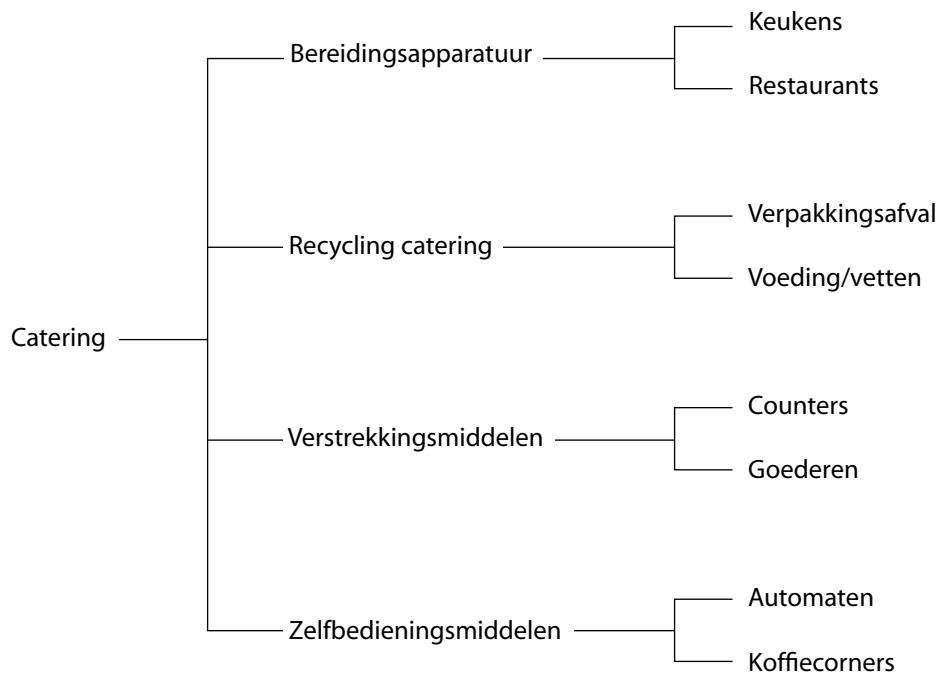 Catering
Bereidingsapparatuur
Keukens
Restaurants
Recycling catering
Verpakkingsafval
Voeding/vetten
Verstrekkingsmiddelen
Counters
Goederen
Zelfbedieningsmiddelen
Automaten
Koffiecorners